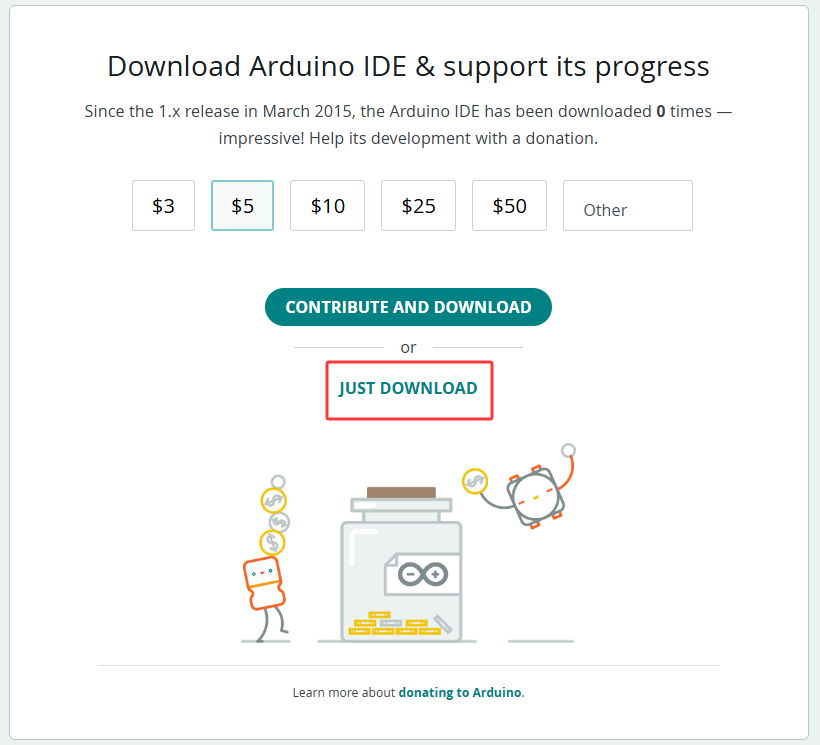 Download Arduino IDE & support its progress
Since the 1.x release in March 2015, the Arduino IDE has been downloaded 0 times —
impressive! Help its development with a donation.
$3 $5 $10 $25 $50 Other
CONTRIBUTE AND DOWNLOAD
or
JUST DOWNLOAD
Learn more about donating to Arduino.